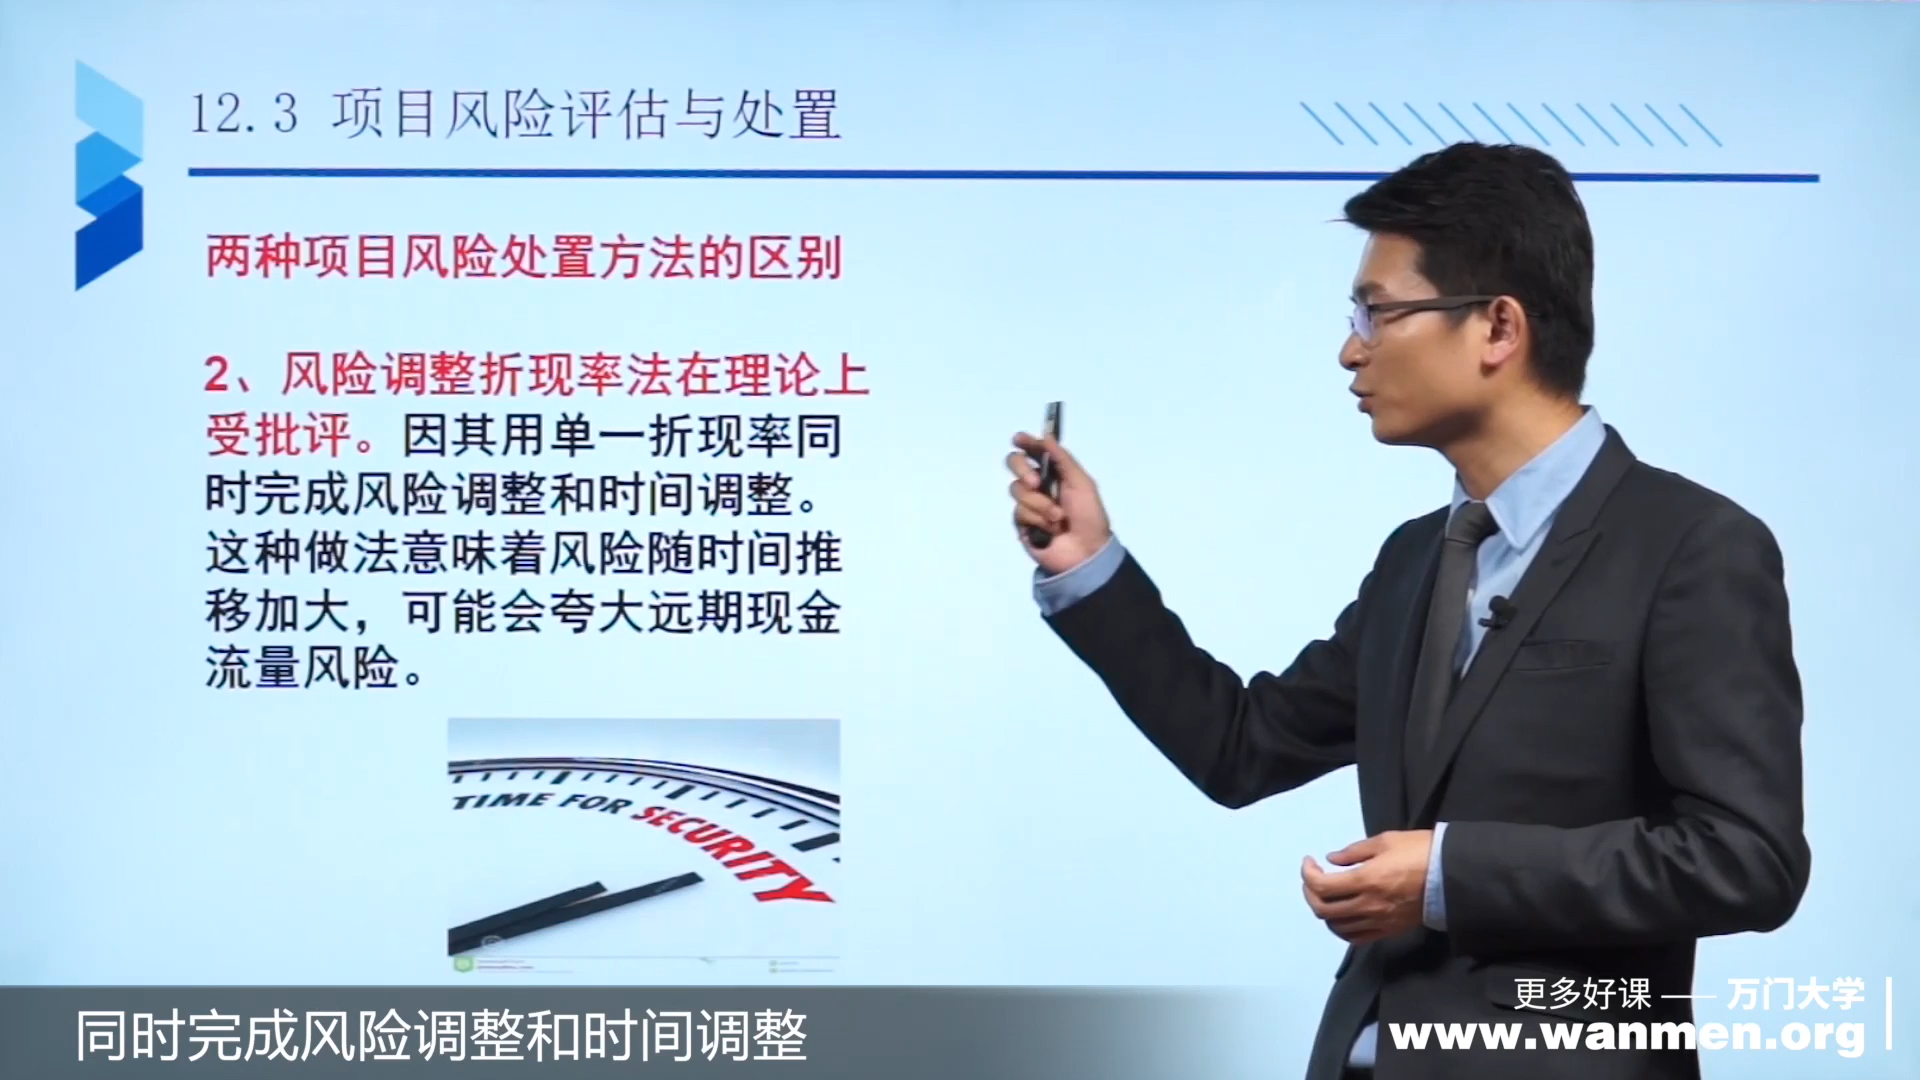 12.3 项目风险评估与处置
两种项目风险处置方法的区别
2、风险调整折现率法在理论上
受批评。因其用单一折现率同
时完成风险调整和时间调整。
这种做法意味着风险随时间推
移加大，可能会夸大远期现金
流量风险。
TIME FOR SECURITY
同时完成风险调整和时间调整
更多好课 —— 万门大学
www.wanmen.org